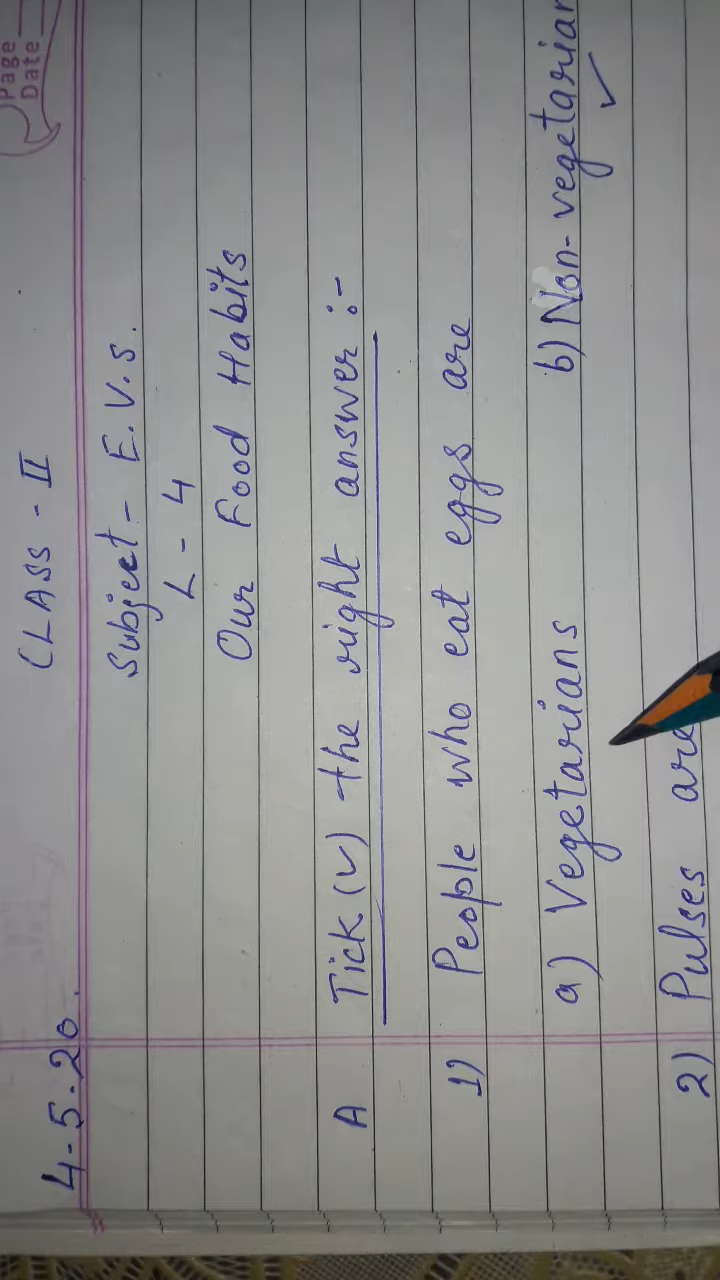 Page
Date
4-5-20.
CLASS - II
Subject - E.V.S.
L - 4
Our Food Habits
A Tick (✓) the right answer :-
1) People who eat eggs are
a) Vegetarians b) Non-vegetarian ✓
2) Pulses are